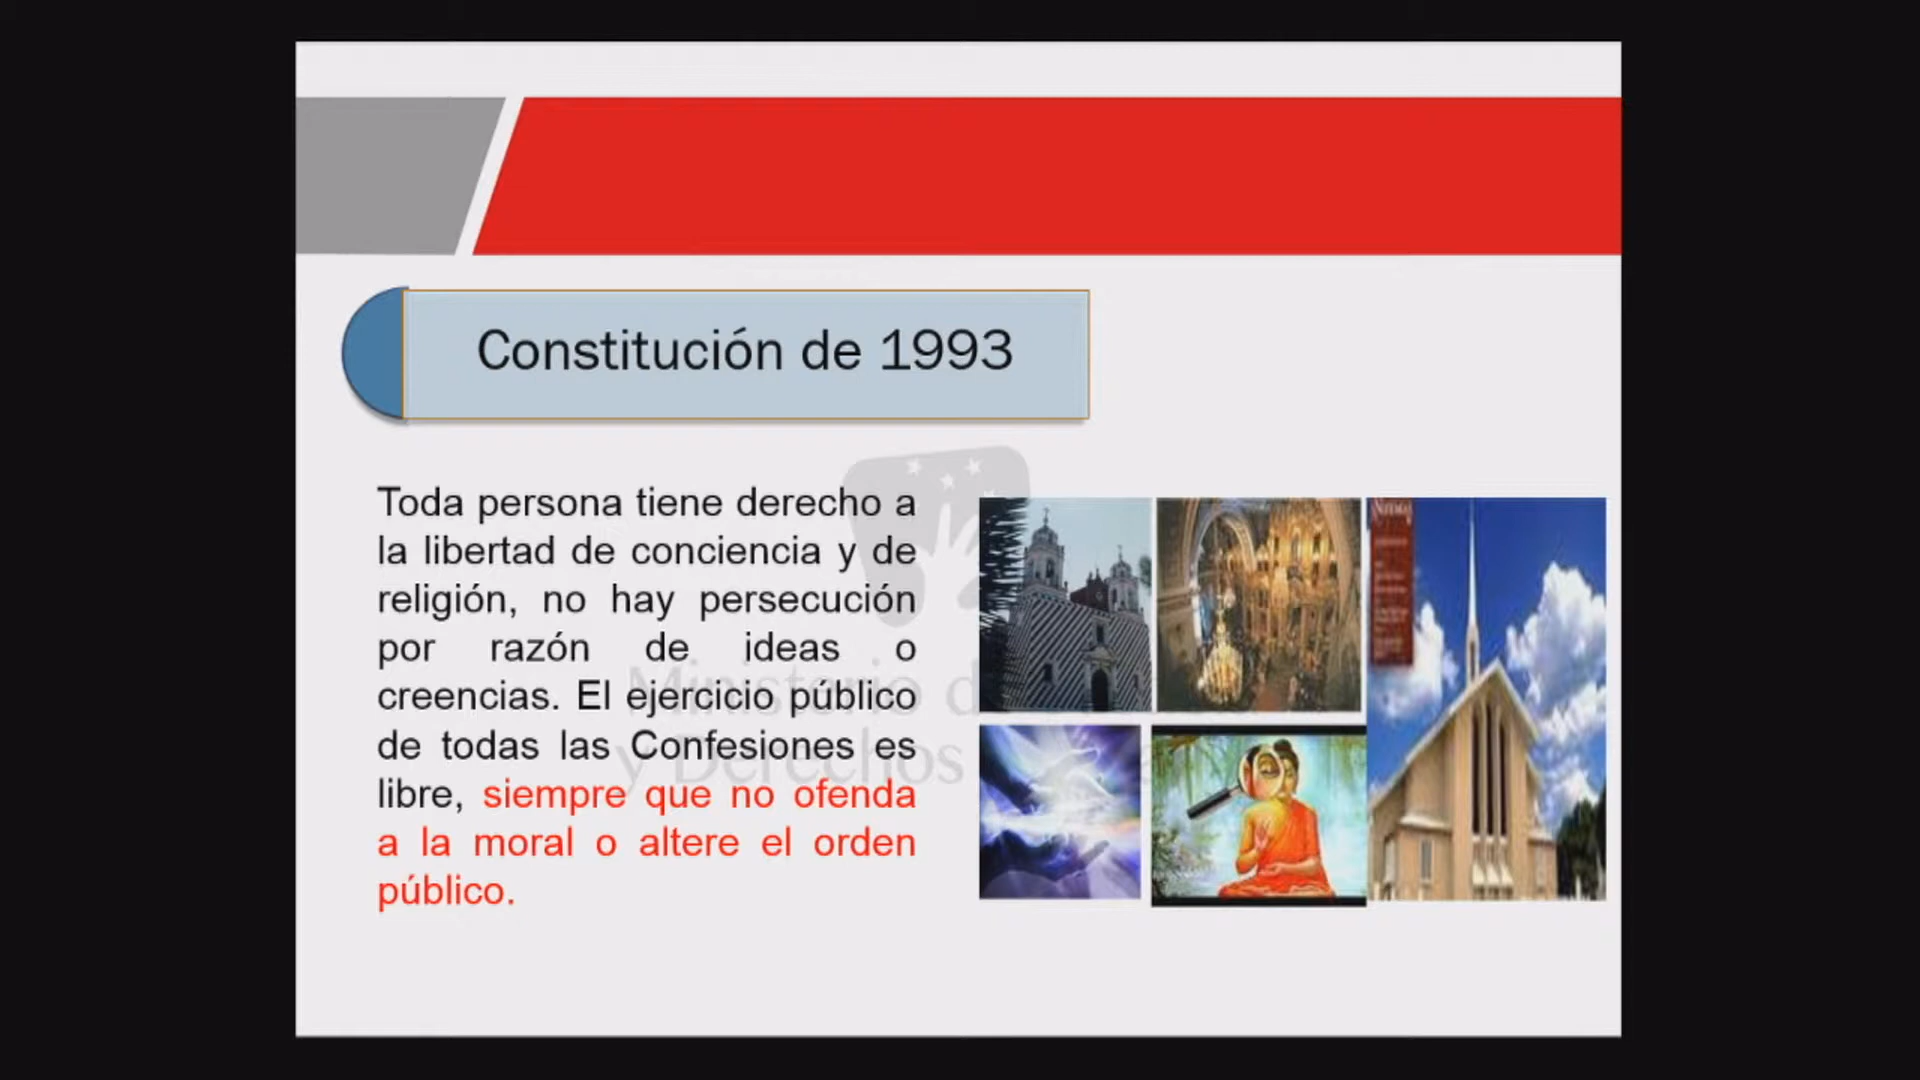 Constitución de 1993
Toda persona tiene derecho a
la libertad de conciencia y de
religión, no hay persecución
por razón de ideas o
creencias. El ejercicio público
de todas las Confesiones es
libre, siempre que no ofenda
a la moral o altere el orden
público.
Ministerio d
y Derechos